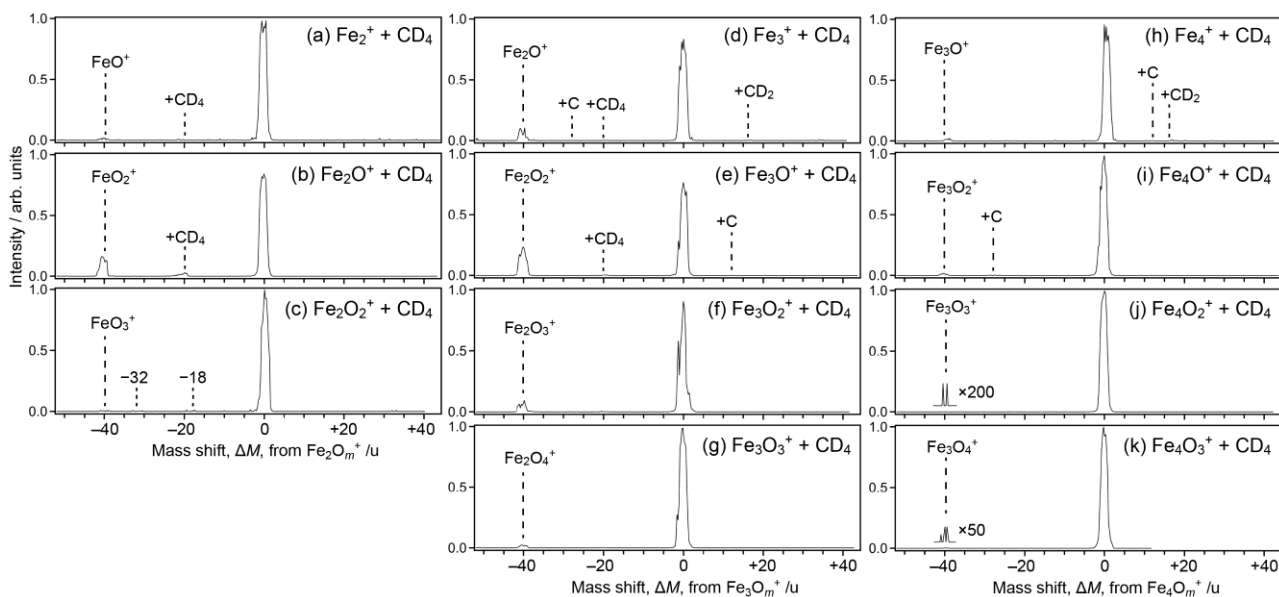 (a) Fe₂⁺ + CD₄
FeO⁺
+CD₄
1.0
0.5
0.0
(b) Fe₂O⁺ + CD₄
FeO₂⁺
+CD₄
1.0
0.5
0.0
Intensity / arb. units
(c) Fe₂O₂⁺ + CD₄
FeO₃⁺
−32
−18
1.0
0.5
0.0
−40 −20 0 +20 +40
Mass shift, ΔM, from Fe₂Oₘ⁺ /u
(d) Fe₃⁺ + CD₄
Fe₂O⁺
+C
+CD₄
+CD₂
1.0
0.5
0.0
(e) Fe₃O⁺ + CD₄
Fe₂O₂⁺
+CD₄
+C
1.0
0.5
0.0
(f) Fe₃O₂⁺ + CD₄
Fe₂O₃⁺
1.0
0.5
0.0
(g) Fe₃O₃⁺ + CD₄
Fe₂O₄⁺
1.0
0.5
0.0
−40 −20 0 +20 +40
Mass shift, ΔM, from Fe₃Oₘ⁺ /u
(h) Fe₄⁺ + CD₄
Fe₃O⁺
+C
+CD₂
1.0
0.5
0.0
(i) Fe₄O⁺ + CD₄
Fe₃O₂⁺
+C
1.0
0.5
0.0
(j) Fe₄O₂⁺ + CD₄
Fe₃O₃⁺
×200
1.0
0.5
0.0
(k) Fe₄O₃⁺ + CD₄
Fe₃O₄⁺
×50
1.0
0.5
0.0
−40 −20 0 +20 +40
Mass shift, ΔM, from Fe₄Oₘ⁺ /u